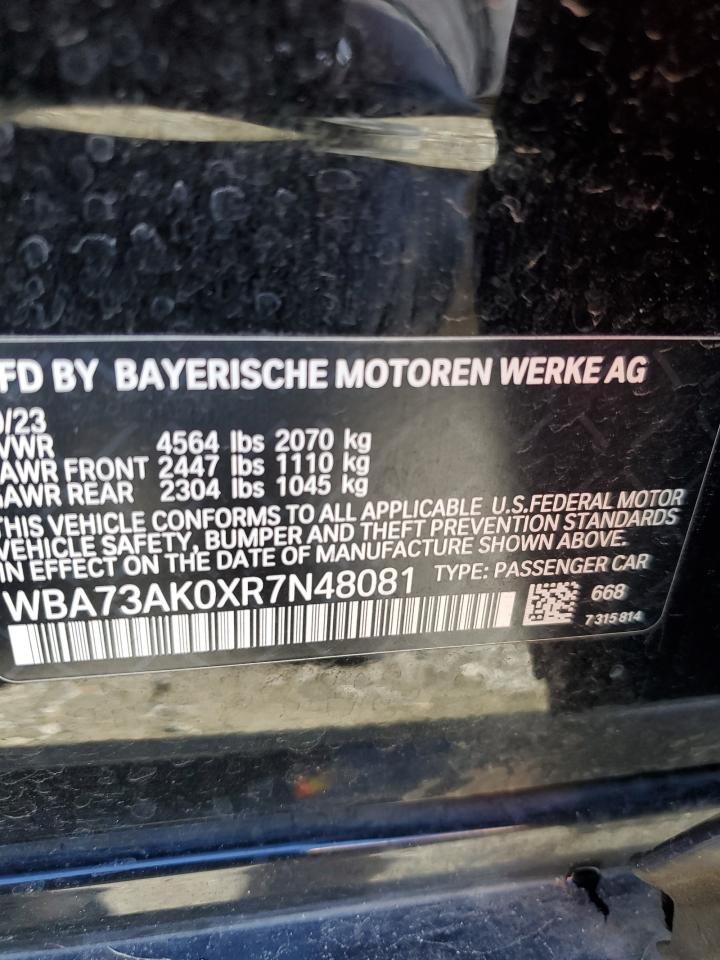 FD BY BAYERISCHE MOTOREN WERKE AG
/23
VWR 4564 lbs 2070 kg
AWR FRONT 2447 lbs 1110 kg
AWR REAR 2304 lbs 1045 kg
THIS VEHICLE CONFORMS TO ALL APPLICABLE U.S.FEDERAL MOTOR
VEHICLE SAFETY, BUMPER AND THEFT PREVENTION STANDARDS
IN EFFECT ON THE DATE OF MANUFACTURE SHOWN ABOVE.
WBA73AK0XR7N48081 TYPE: PASSENGER CAR
668
7315814